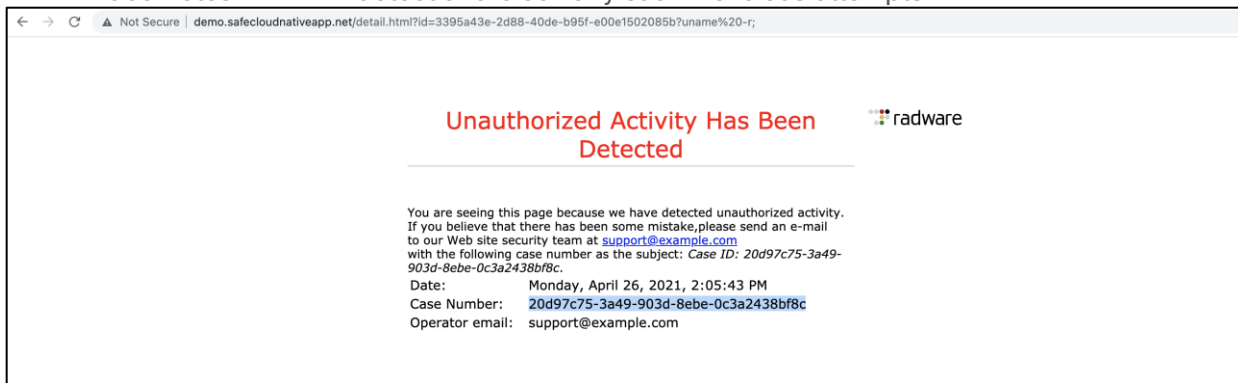 Not Secure | demo.safecloudnativeapp.net/detail.html?id=3395a43e-2d88-40de-b95f-e00e1502085b?uname%20-r;
Unauthorized Activity Has Been
Detected
radware
You are seeing this page because we have detected unauthorized activity.
If you believe that there has been some mistake,please send an e-mail
to our Web site security team at support@example.com
with the following case number as the subject: Case ID: 20d97c75-3a49-
903d-8ebe-0c3a2438bf8c.
Date: Monday, April 26, 2021, 2:05:43 PM
Case Number: 20d97c75-3a49-903d-8ebe-0c3a2438bf8c
Operator email: support@example.com